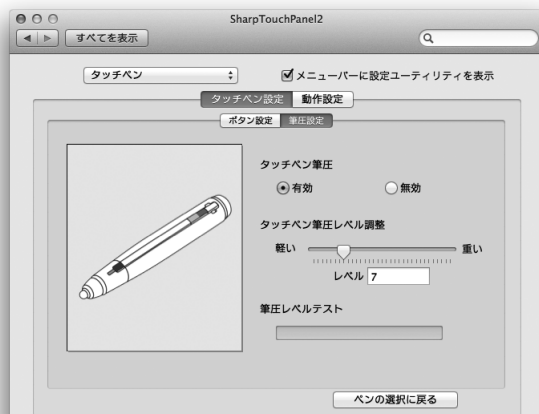 SharpTouchPanel2
すべてを表示
タッチペン
メニューバーに設定ユーティリティを表示
タッチペン設定 動作設定
ボタン設定 筆圧設定
タッチペン筆圧
有効 無効
タッチペン筆圧レベル調整
軽い 重い
レベル 7
筆圧レベルテスト
ペンの選択に戻る